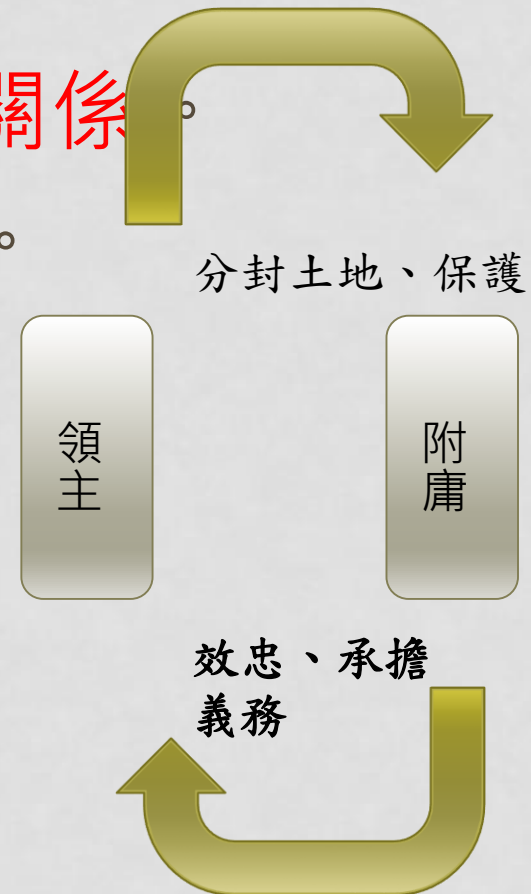 關係。
。
分封土地、保護
領主
附庸
效忠、承擔
義務